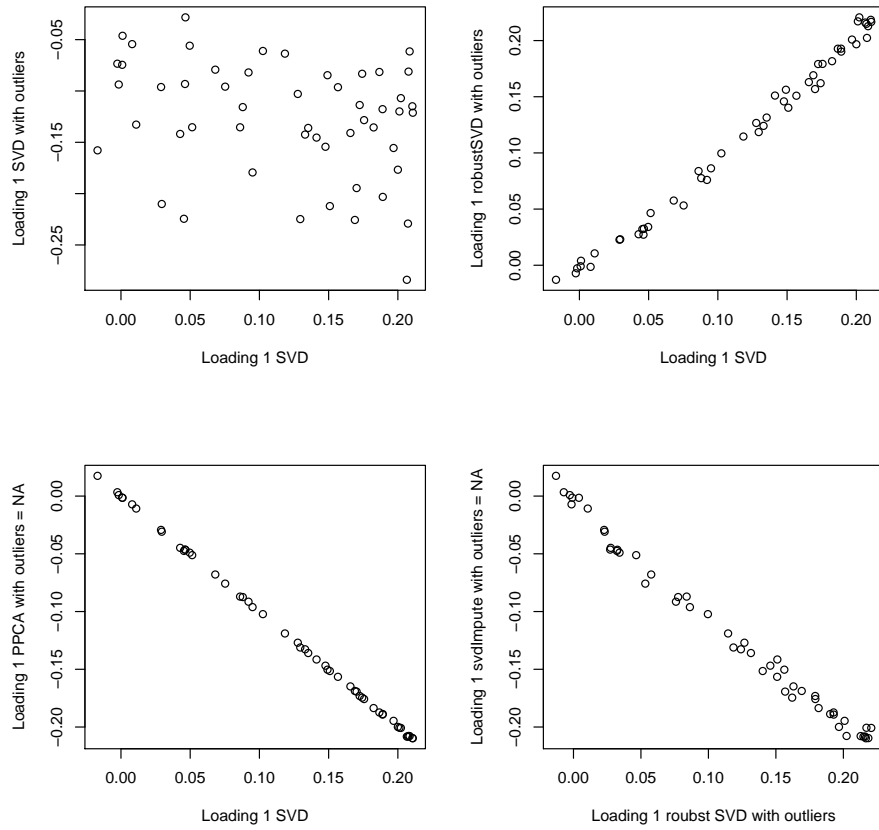 Loading 1 SVD with outliers
−0.05
−0.15
−0.25
0.00 0.05 0.10 0.15 0.20
Loading 1 SVD
Loading 1 robustSVD with outliers
0.20
0.15
0.10
0.05
0.00
0.00 0.05 0.10 0.15 0.20
Loading 1 SVD
Loading 1 PPCA with outliers = NA
0.00
−0.05
−0.10
−0.15
−0.20
0.00 0.05 0.10 0.15 0.20
Loading 1 SVD
Loading 1 svdImpute with outliers = NA
0.00
−0.05
−0.10
−0.15
−0.20
0.00 0.05 0.10 0.15 0.20
Loading 1 roubst SVD with outliers